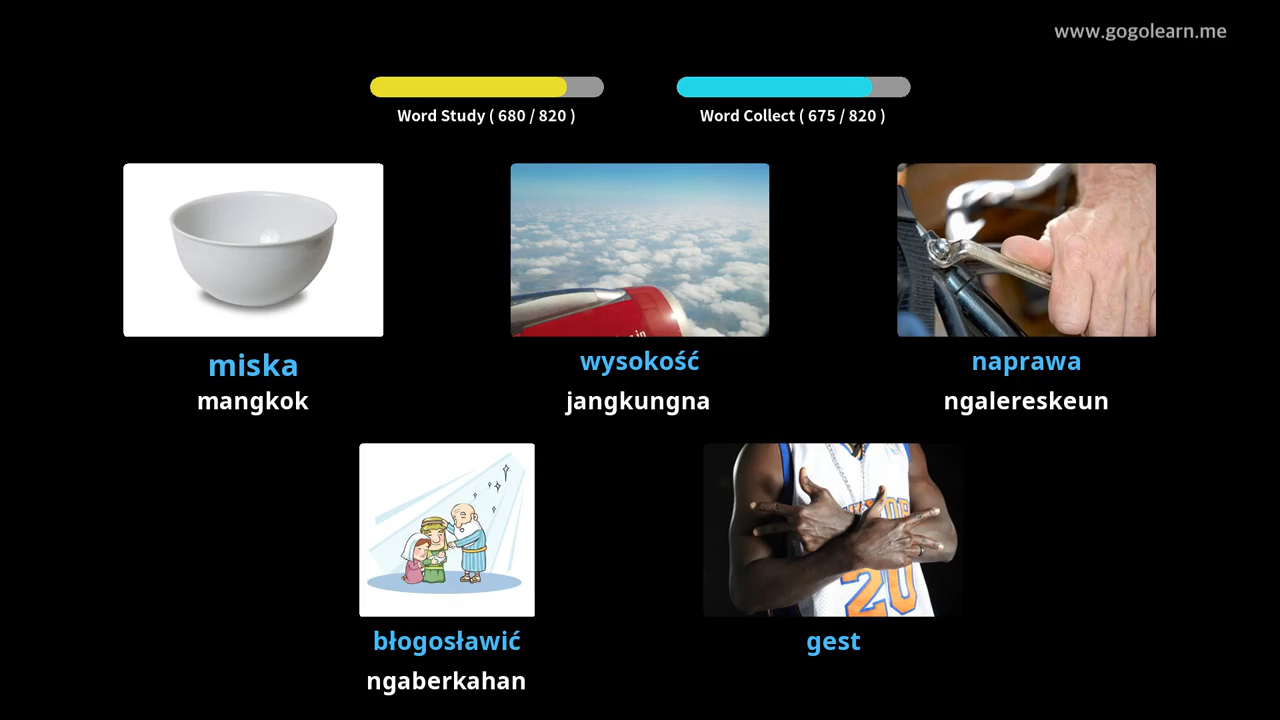 www.gogolearn.me
Word Study ( 680 / 820 )
Word Collect ( 675 / 820 )
miska
wysokość
naprawa
mangkok
jangkungna
ngalereskeun
20
błogosławić
gest
ngaberkahan